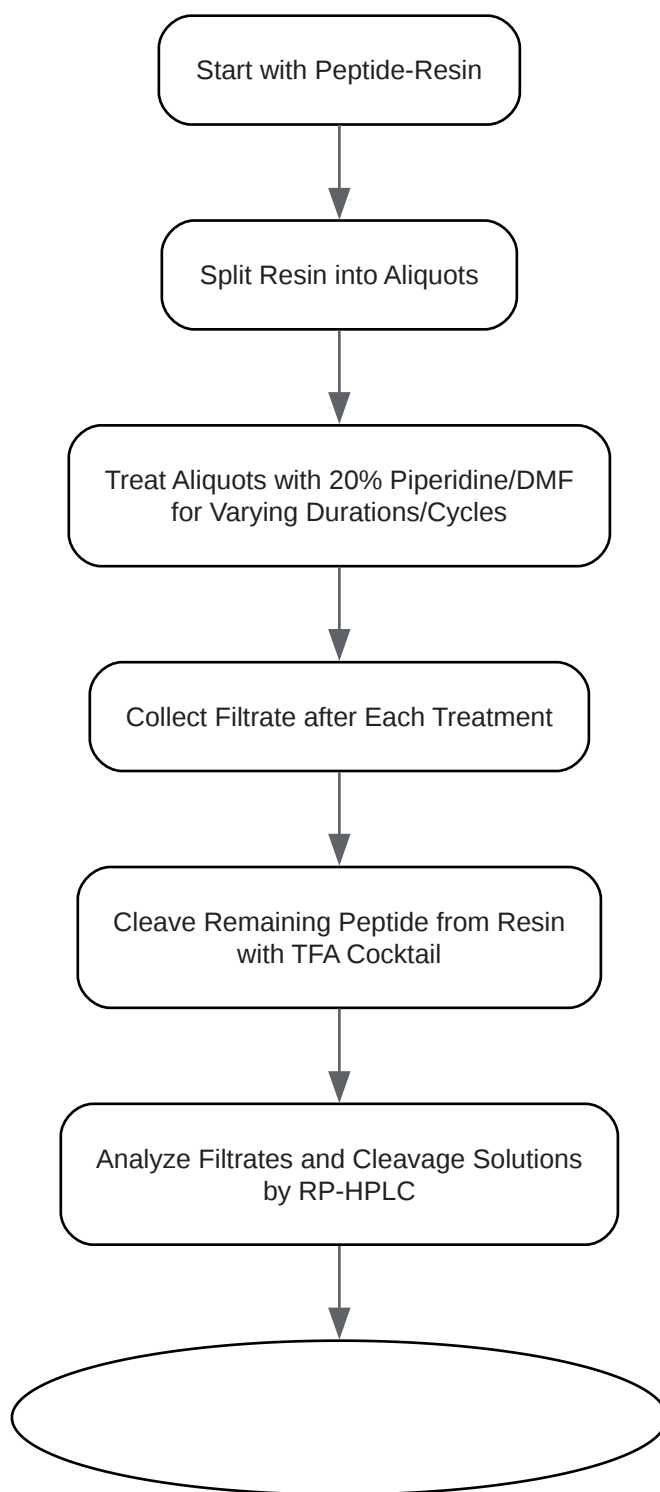 Start with Peptide-Resin
Split Resin into Aliquots
Treat Aliquots with 20% Piperidine/DMF
for Varying Durations/Cycles
Collect Filtrate after Each Treatment
Cleave Remaining Peptide from Resin
with TFA Cocktail
Analyze Filtrates and Cleavage Solutions
by RP-HPLC